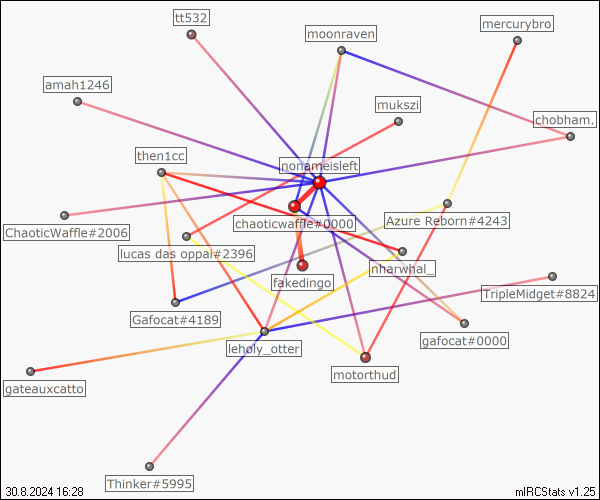 tt532
mercurybro
moonraven
amah1246
mukszi
chobham.
then1cc
nonameisleft
chaoticwaffle#0000
Azure Reborn#4243
ChaoticWaffle#2006
lucas das oppai#2396
nharwhal_
fakedingo
TripleMidget#8824
Gafocat#4189
gafocat#0000
leholy_otter
motorthud
gateauxcatto
Thinker#5995
30.8.2024 16:28
mIRCStats v1.25